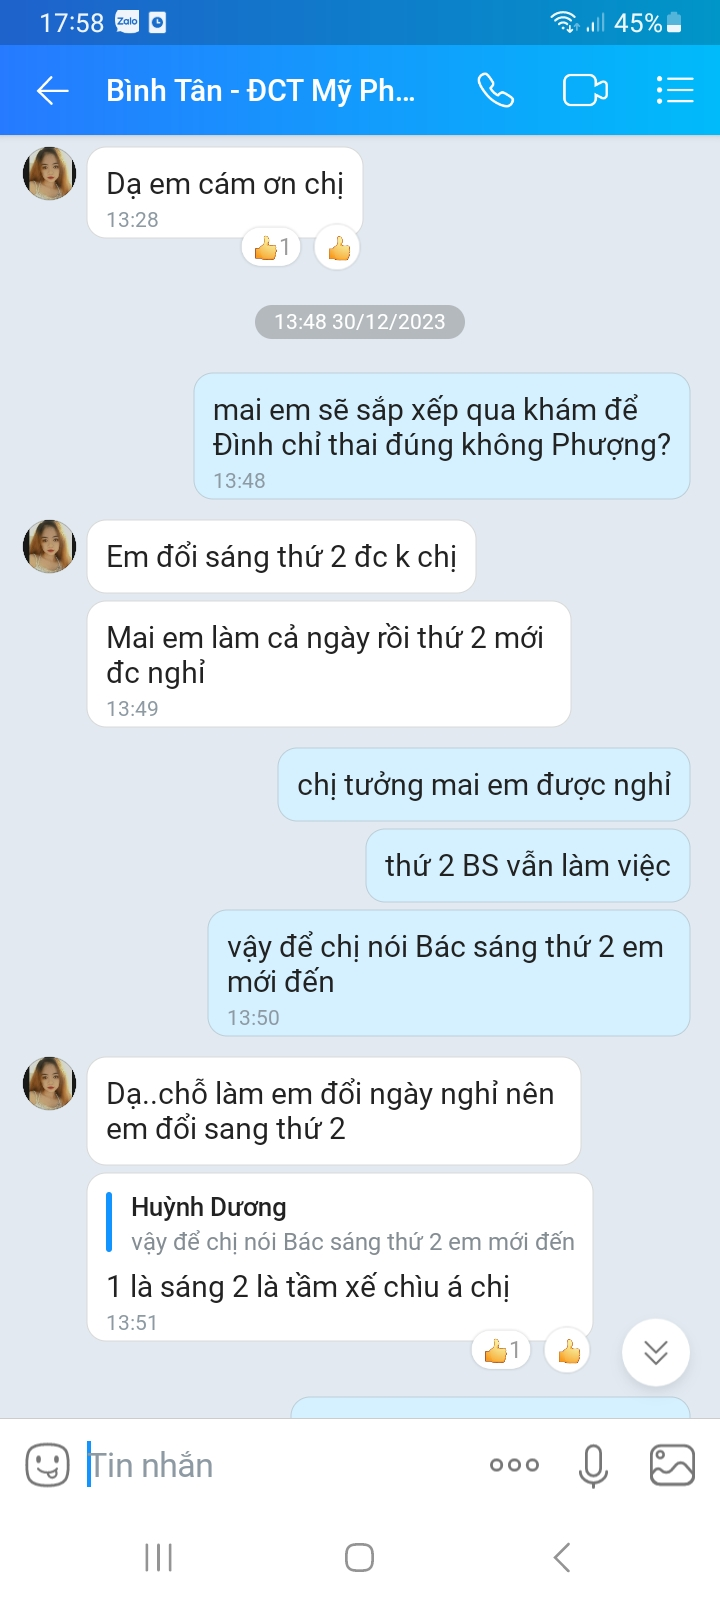 17:58 Zalo 45%
Bình Tân - ĐCT Mỹ Ph...
Dạ em cám ơn chị
13:28
1
13:48 30/12/2023
mai em sẽ sắp xếp qua khám để
Đình chỉ thai đúng không Phượng?
13:48
Em đổi sáng thứ 2 đc k chị
Mai em làm cả ngày rồi thứ 2 mới
đc nghỉ
13:49
chị tưởng mai em được nghỉ
thứ 2 BS vẫn làm việc
vậy để chị nói Bác sáng thứ 2 em
mới đến
13:50
Dạ..chỗ làm em đổi ngày nghỉ nên
em đổi sang thứ 2
Huỳnh Dương
vậy để chị nói Bác sáng thứ 2 em mới đến
1 là sáng 2 là tầm xế chìu á chị
13:51
1
Tin nhắn